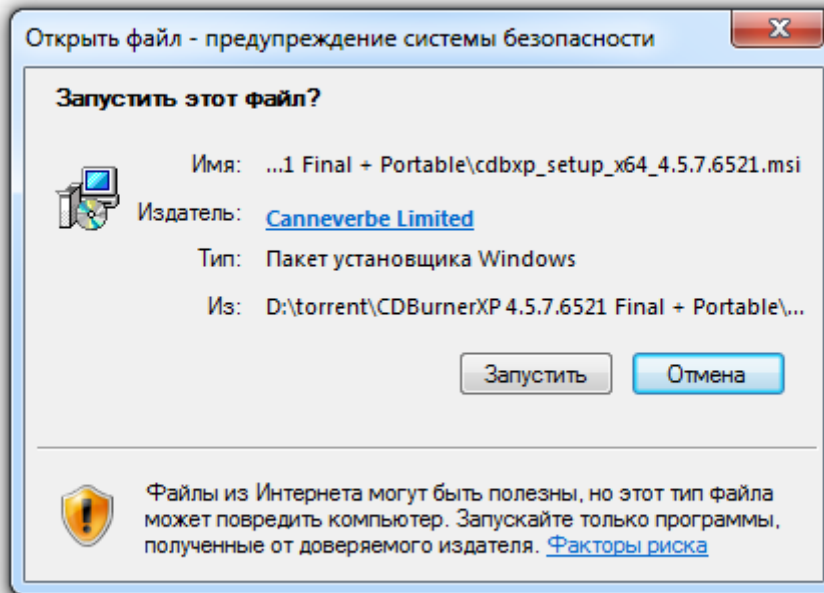 Открыть файл - предупреждение системы безопасности
Запустить этот файл?
Имя: ...1 Final + Portable\cdbxp_setup_x64_4.5.7.6521.msi
Издатель: Canneverbe Limited
Тип: Пакет установщика Windows
Из: D:\torrent\CDBurnerXP 4.5.7.6521 Final + Portable\...
Запустить Отмена
Файлы из Интернета могут быть полезны, но этот тип файла
может повредить компьютер. Запускайте только программы,
полученные от доверяемого издателя. Факторы риска